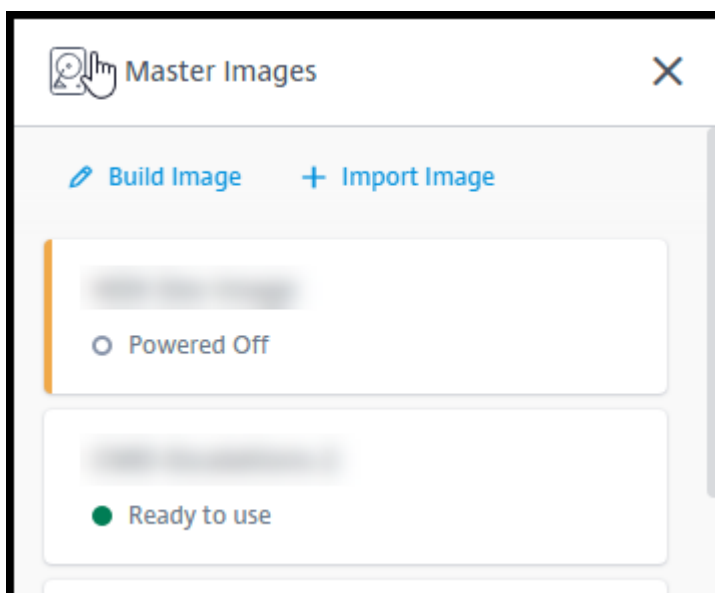 Master Images
Build Image
Import Image
Powered Off
Ready to use